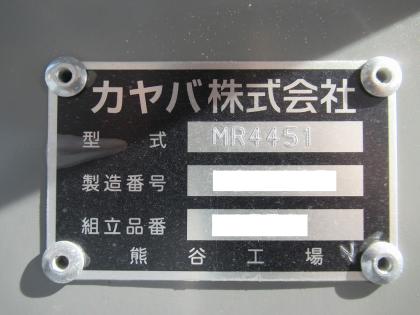 カヤバ株式会社
型式 MR4451
製造番号
組立品番
熊谷工場